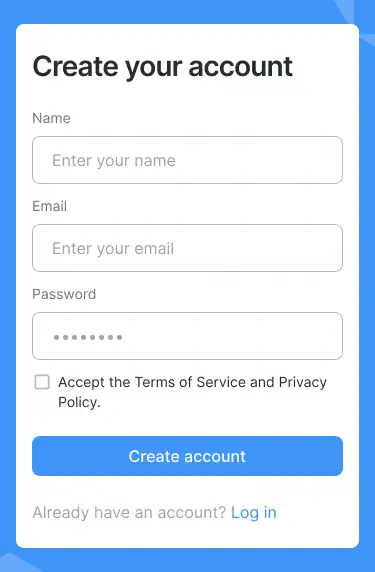 Create your account
Name
Enter your name
Email
Enter your email
Password
••••••••
Accept the Terms of Service and Privacy
Policy.
Create account
Already have an account? Log in